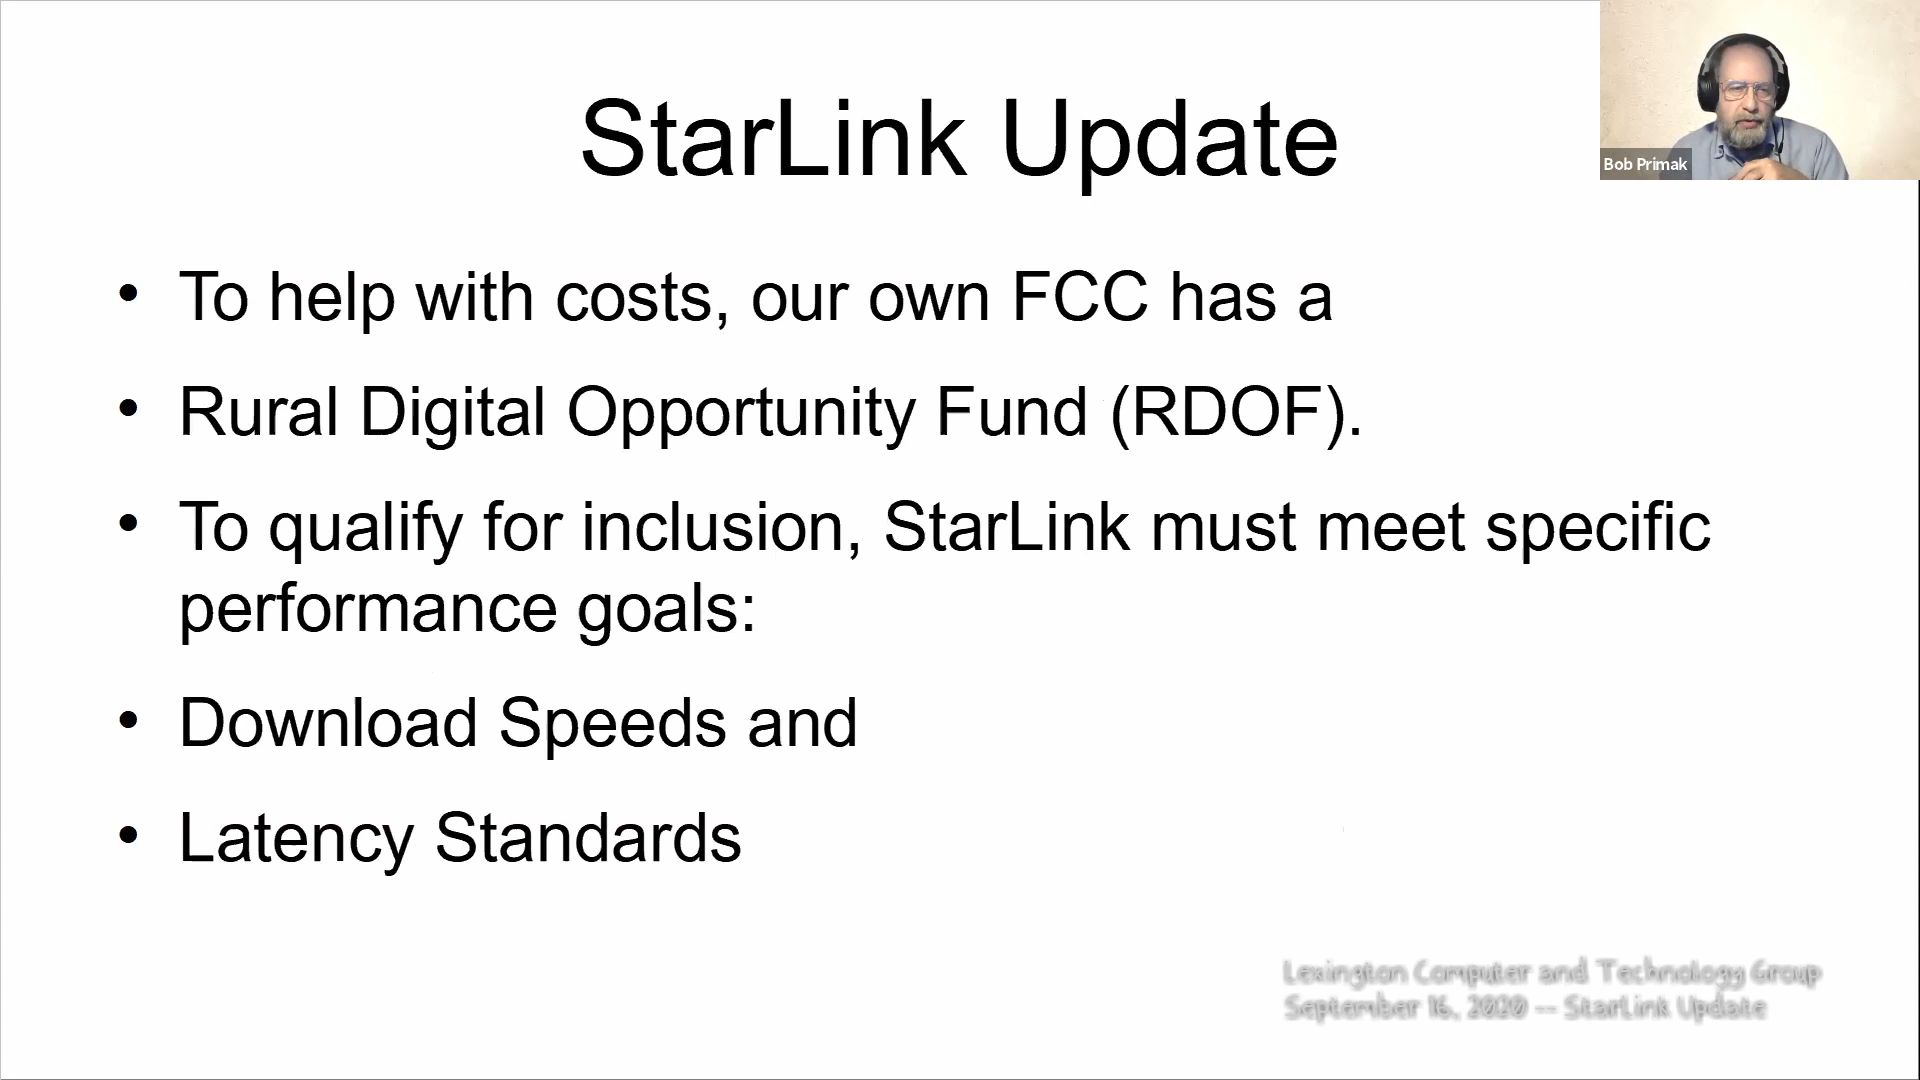 StarLink Update
Bob Primak
• To help with costs, our own FCC has a
• Rural Digital Opportunity Fund (RDOF).
• To qualify for inclusion, StarLink must meet specific
performance goals:
• Download Speeds and
• Latency Standards
Lexington Computer and Technology Group
September 16, 2020 -- StarLink Update